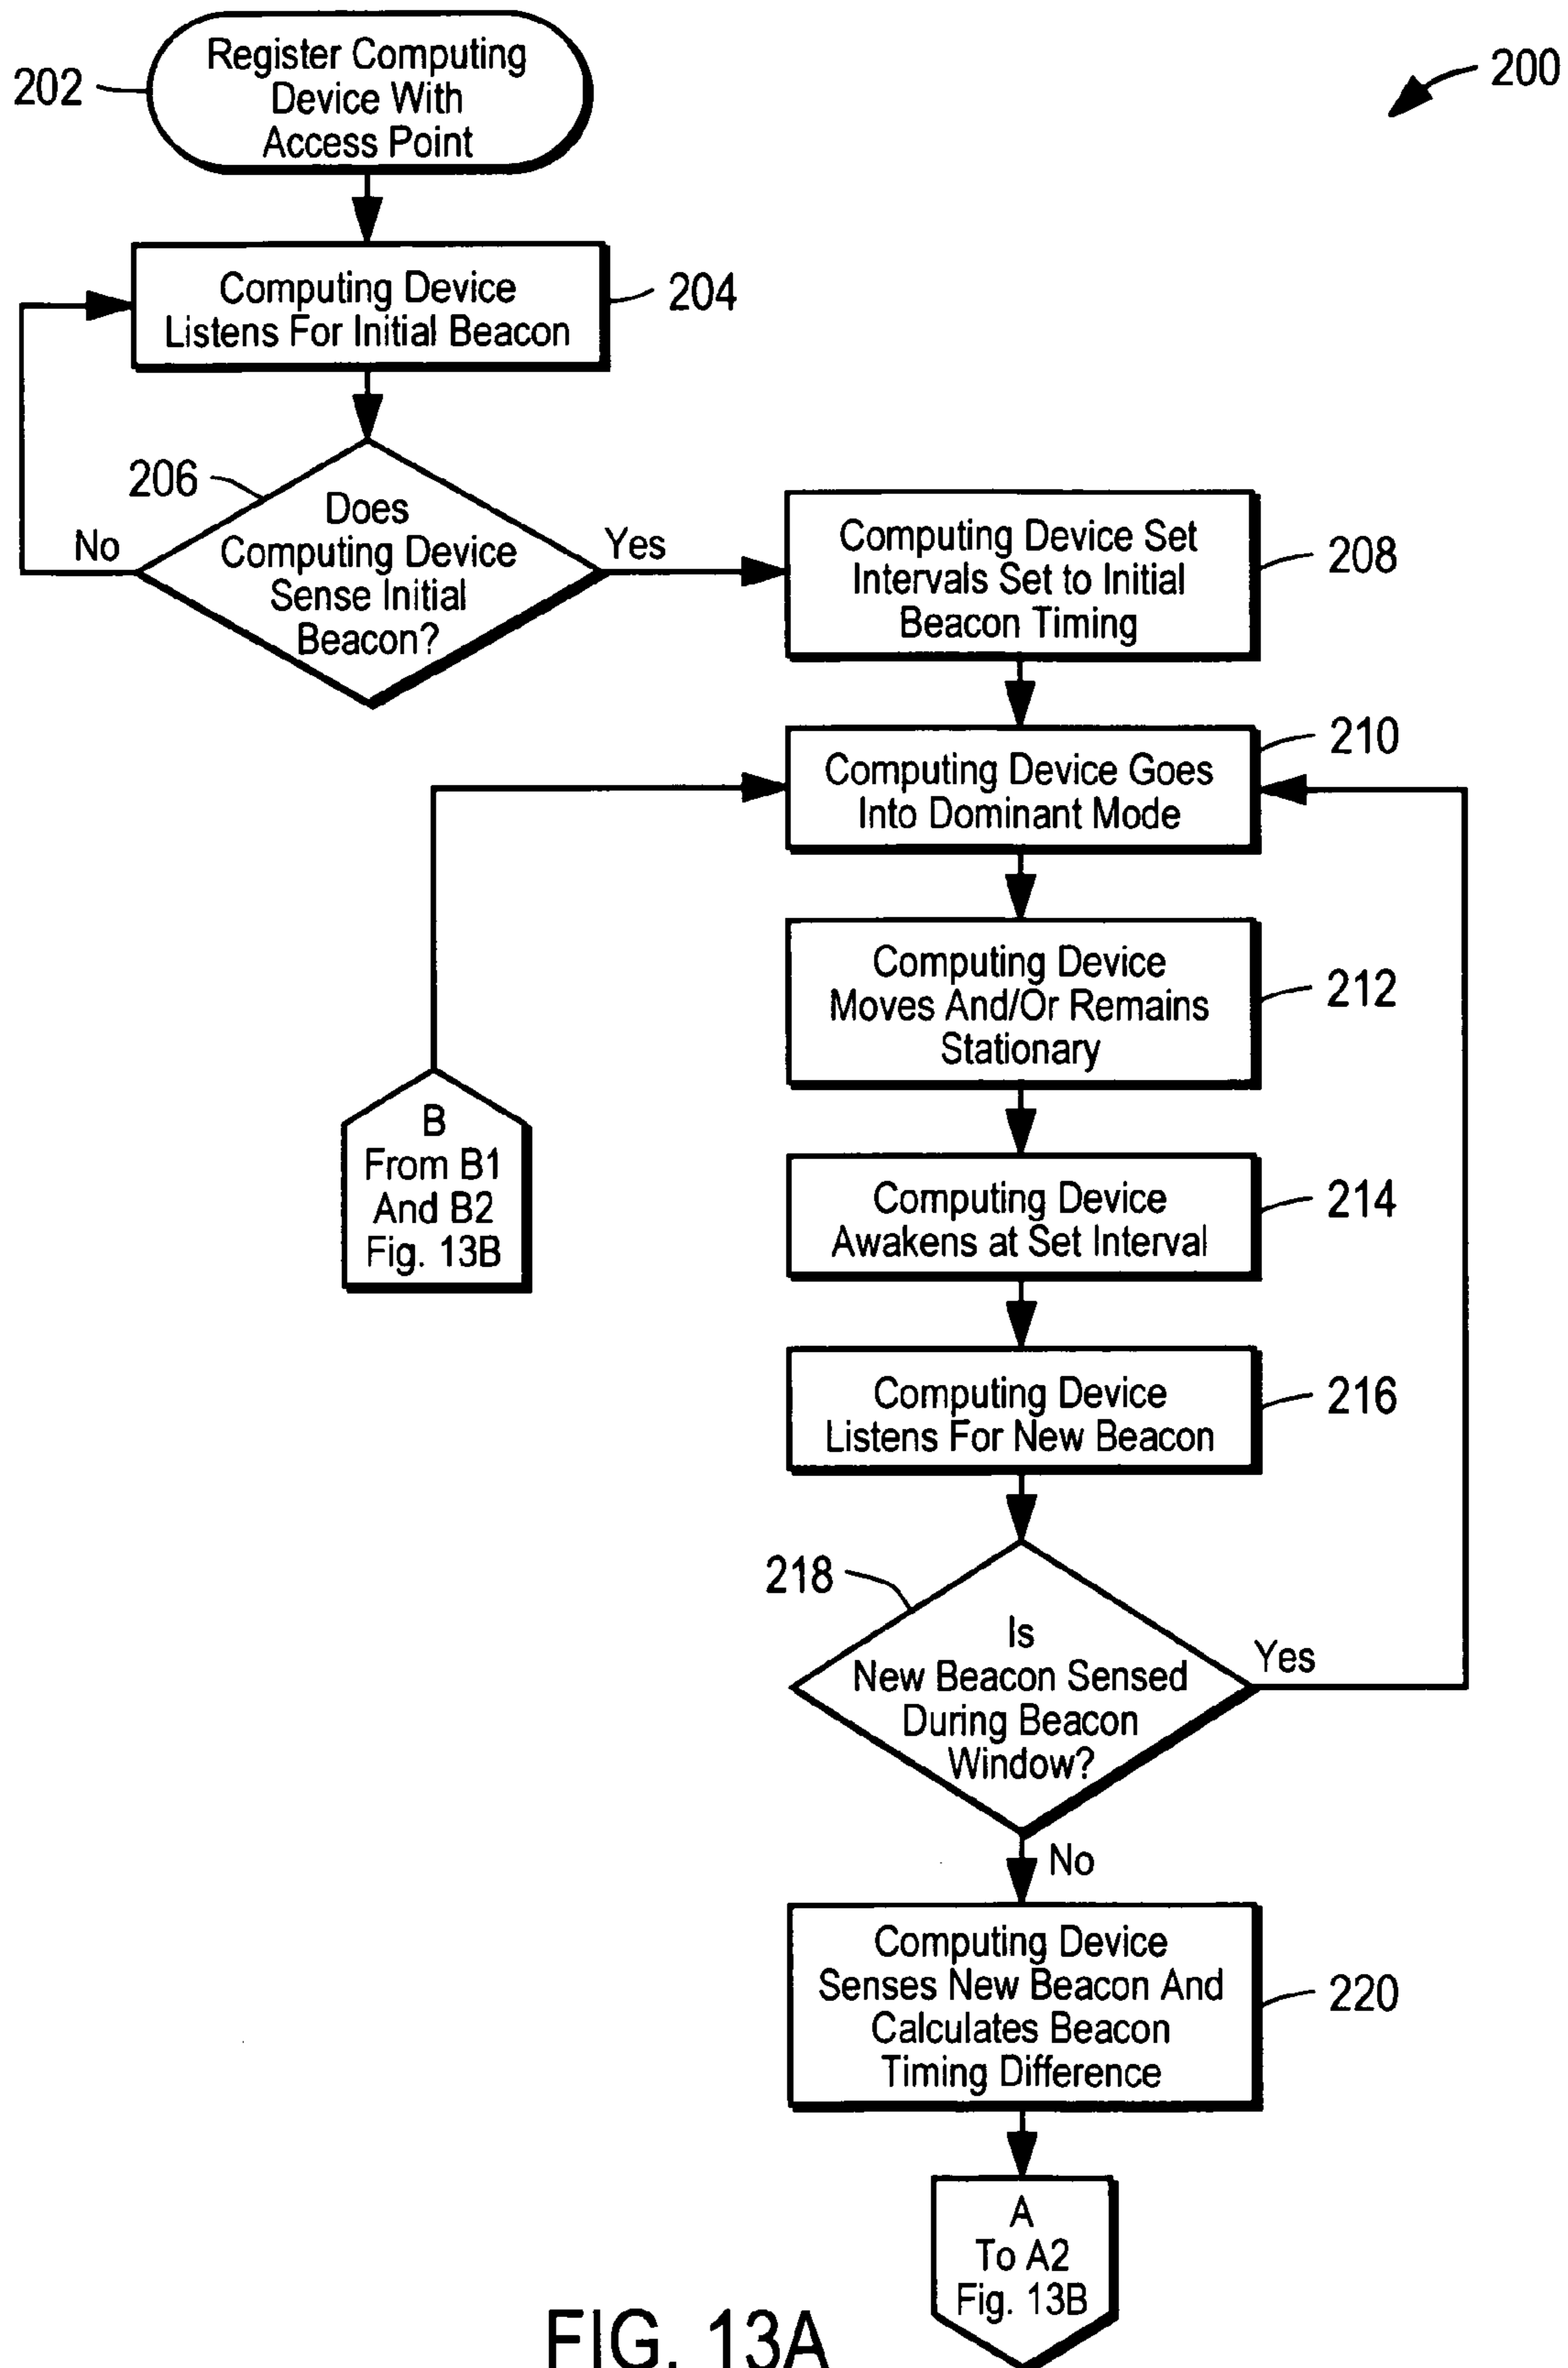 200
202
Register Computing
Device With
Access Point
Computing Device
Listens For Initial Beacon
204
206
Does
Computing Device
Sense Initial
Beacon?
No
Yes
Computing Device Set
Intervals Set to Initial
Beacon Timing
208
Computing Device Goes
Into Dominant Mode
210
Computing Device
Moves And/Or Remains
Stationary
212
B
From B1
And B2
Fig. 13B
Computing Device
Awakens at Set Interval
214
Computing Device
Listens For New Beacon
216
218
Is
New Beacon Sensed
During Beacon
Window?
Yes
No
Computing Device
Senses New Beacon And
Calculates Beacon
Timing Difference
220
A
To A2
Fig. 13B
FIG. 13A